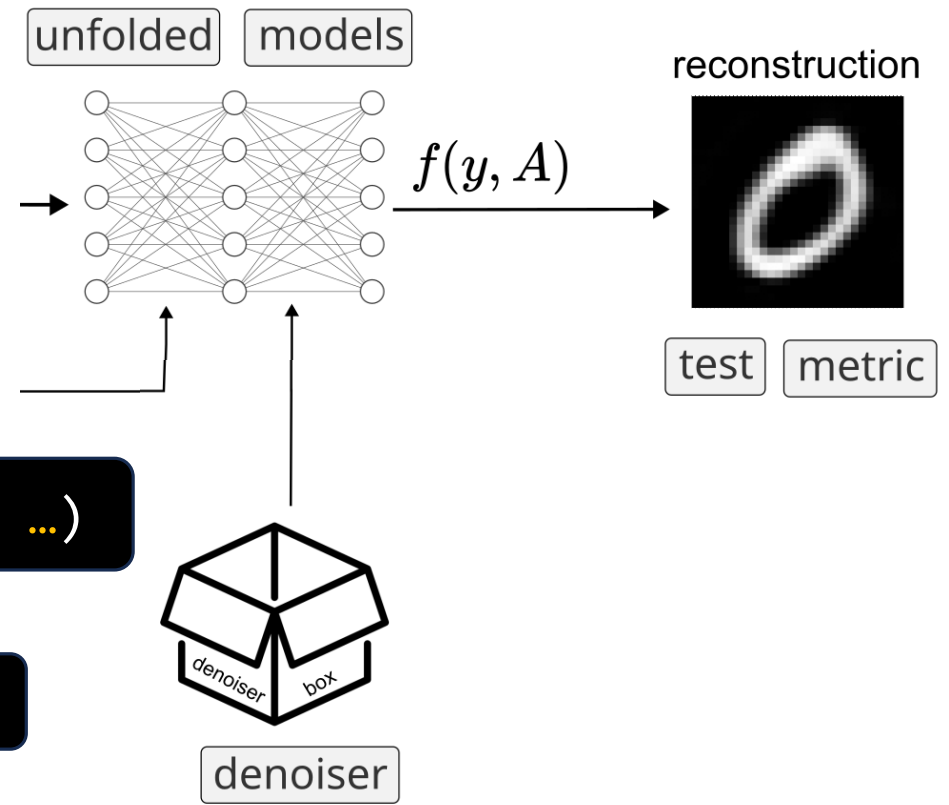 unfolded models
reconstruction
f(y, A)
test metric
...)
denoiser box
denoiser